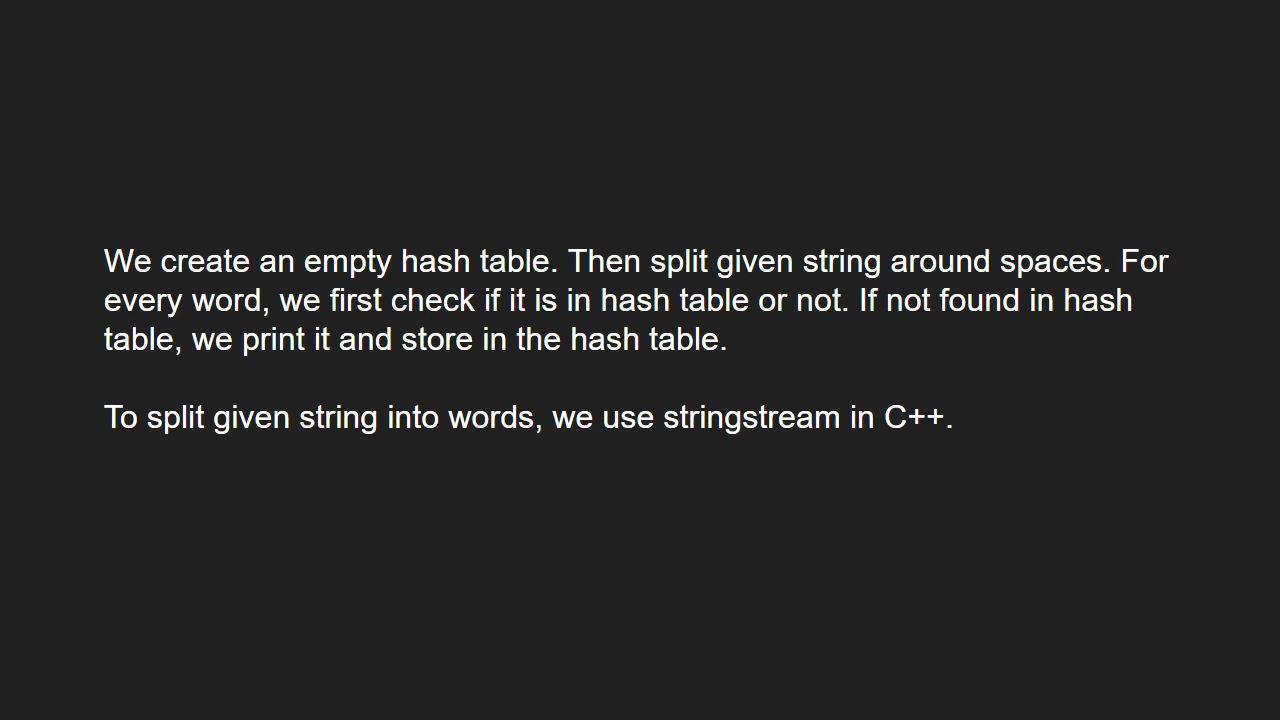 We create an empty hash table. Then split given string around spaces. For
every word, we first check if it is in hash table or not. If not found in hash
table, we print it and store in the hash table.
To split given string into words, we use stringstream in C++.